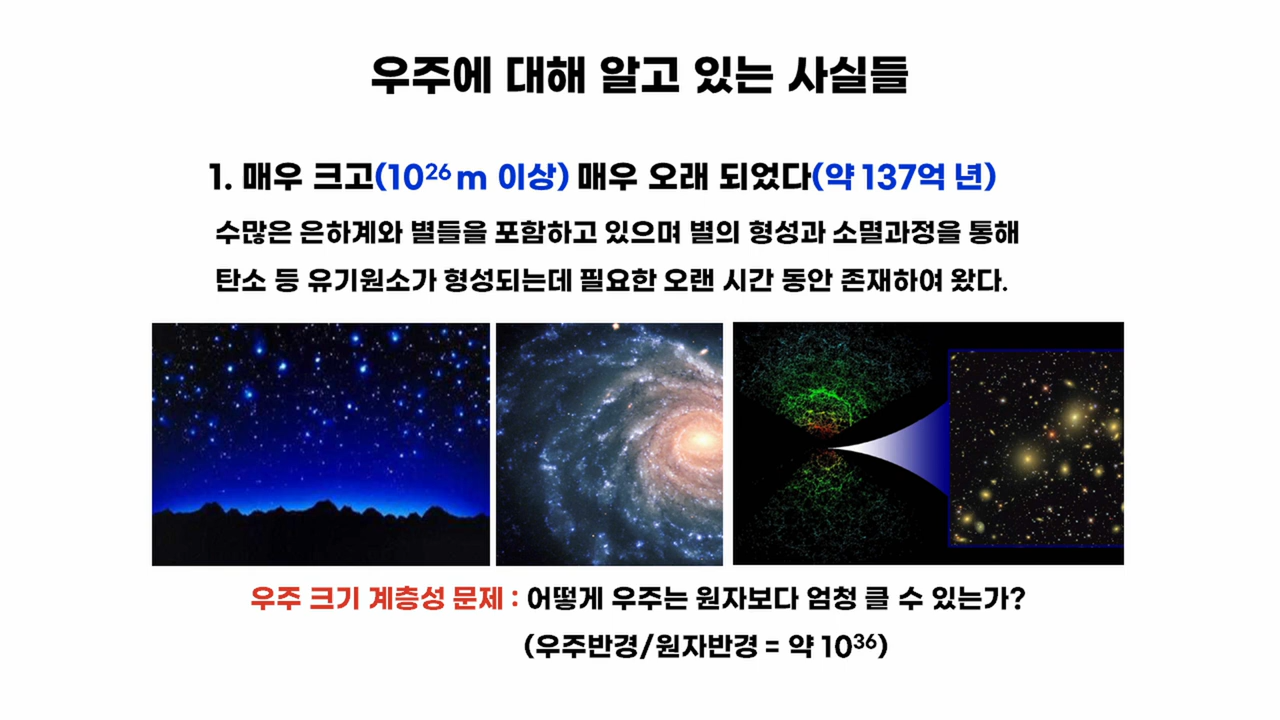 우주에 대해 알고 있는 사실들
1. 매우 크고(10²⁶ m 이상) 매우 오래 되었다(약 137억 년)
수많은 은하계와 별들을 포함하고 있으며 별의 형성과 소멸과정을 통해
탄소 등 유기원소가 형성되는데 필요한 오랜 시간 동안 존재하여 왔다.
우주 크기 계층성 문제 : 어떻게 우주는 원자보다 엄청 클 수 있는가?
(우주반경/원자반경 = 약 10³⁶)